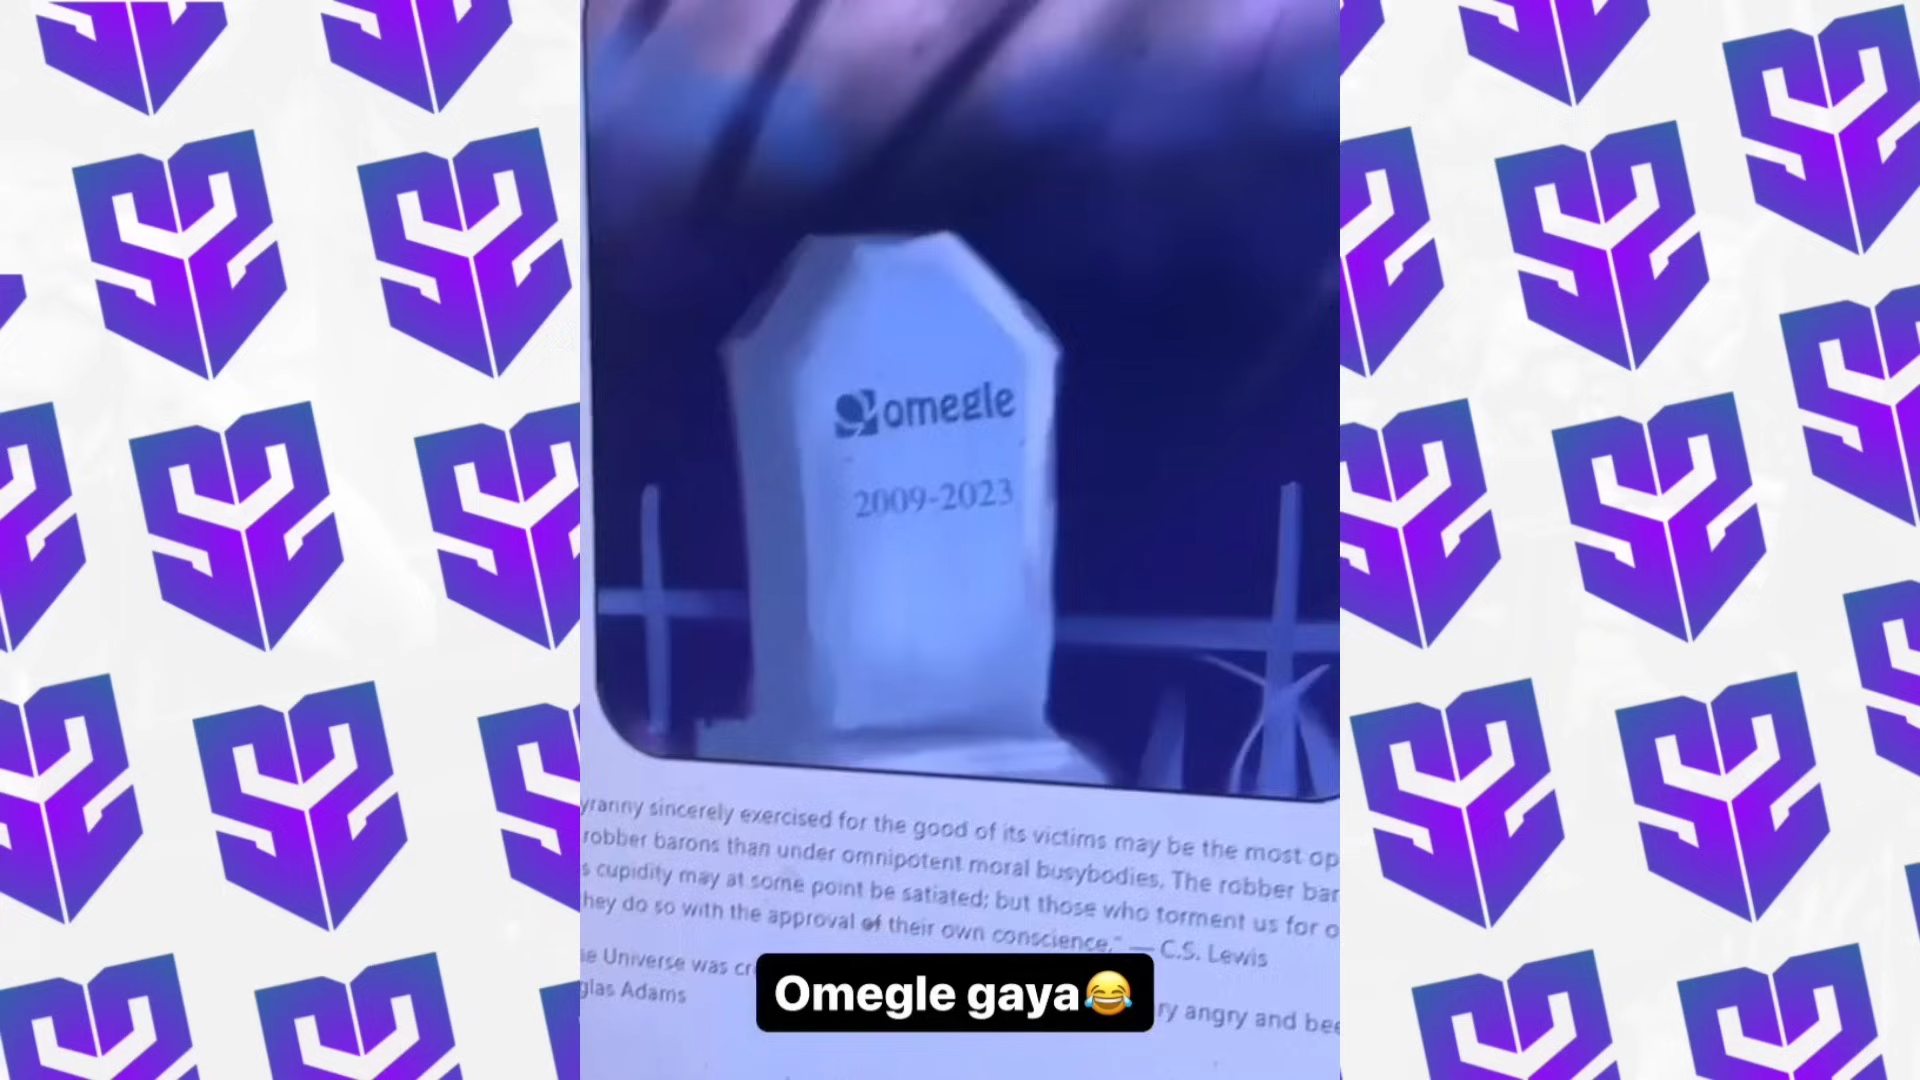 omegle
2009-2023
yranny sincerely exercised for the good of its victims may be the most op
robber barons than under omnipotent moral busybodies. The robber bar
s cupidity may at some point be satiated; but those who torment us for o
hey do so with the approval of their own conscience." — C.S. Lewis
e Universe was cr
ry angry and bee
glas Adams
Omegle gaya😂